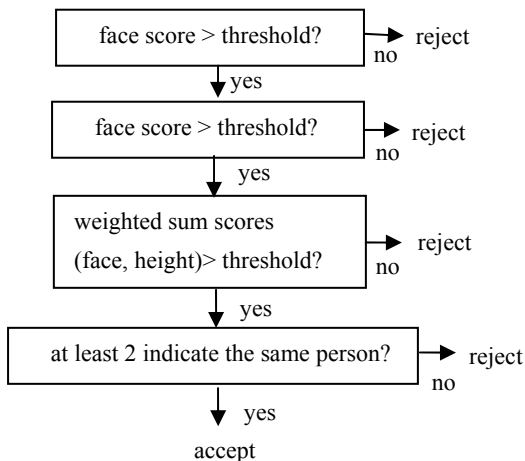 face score > threshold?
reject
no
yes
face score > threshold?
reject
no
yes
weighted sum scores
(face, height)> threshold?
reject
no
yes
at least 2 indicate the same person?
reject
no
yes
accept